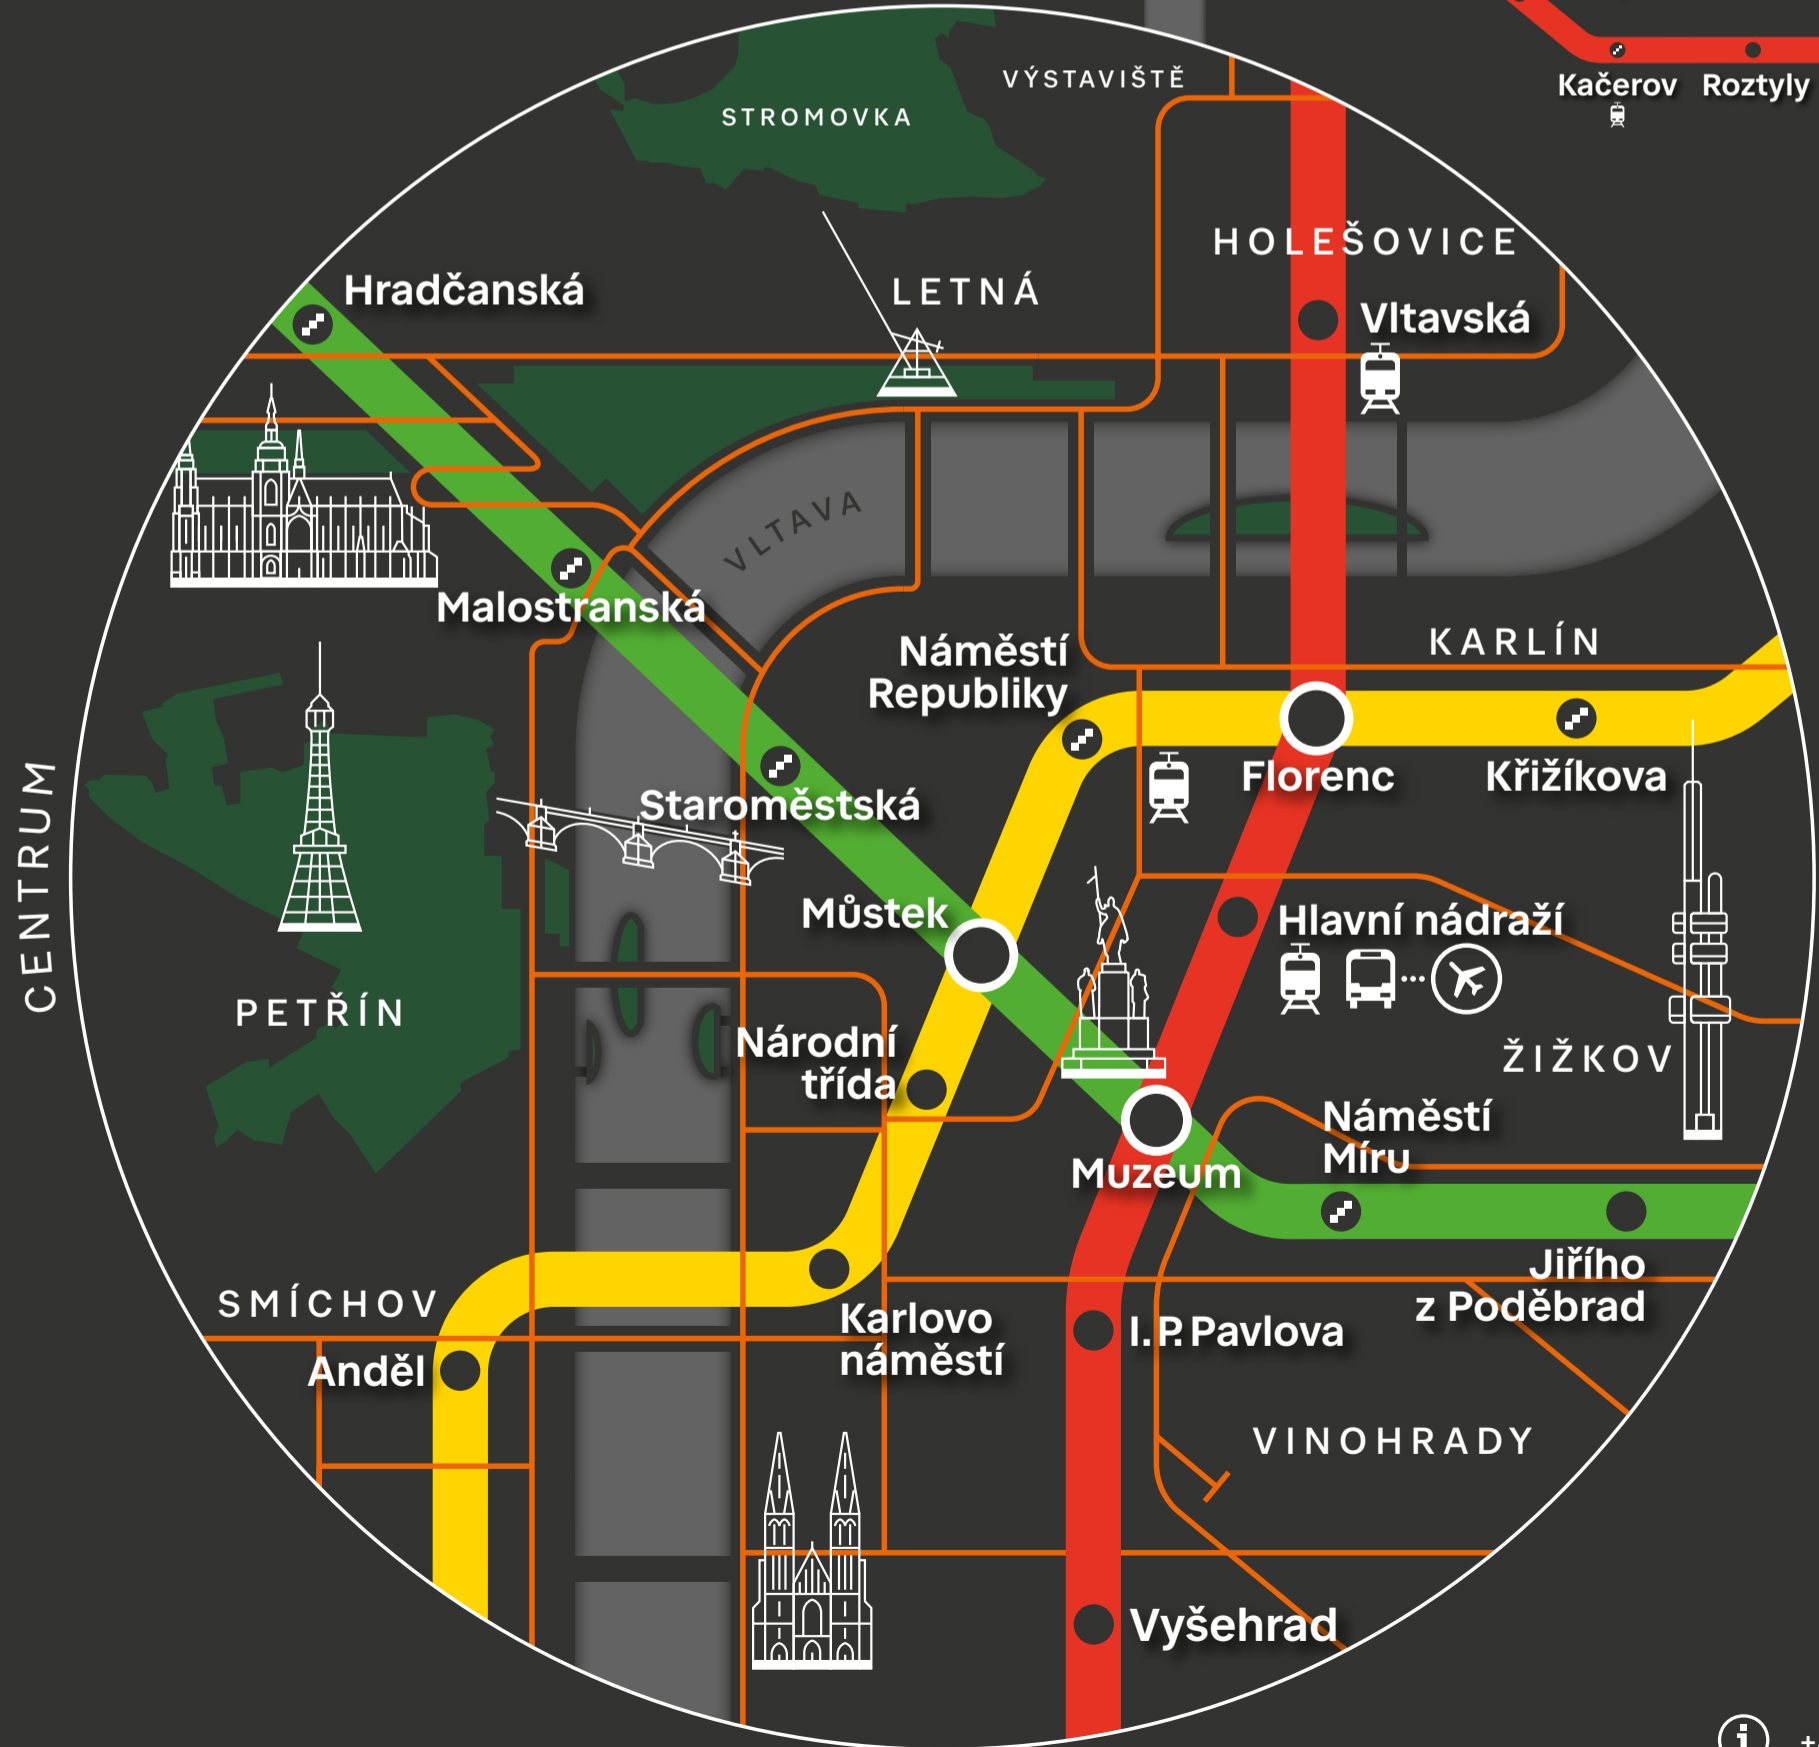 Kačerov
Roztyly
VÝSTAVIŠTĚ
STROMOVKA
HOLEŠOVICE
Hradčanská
LETNÁ
Vltavská
VLTAVA
Malostranská
KARLÍN
Náměstí
Republiky
Florenc
Křižíkova
Staroměstská
CENTRUM
Můstek
Hlavní nádraží
PETŘÍN
Národní
třída
ŽIŽKOV
Náměstí
Míru
Muzeum
Jiřího
z Poděbrad
SMÍCHOV
Karlovo
náměstí
I. P. Pavlova
Anděl
VINOHRADY
Vyšehrad
i +